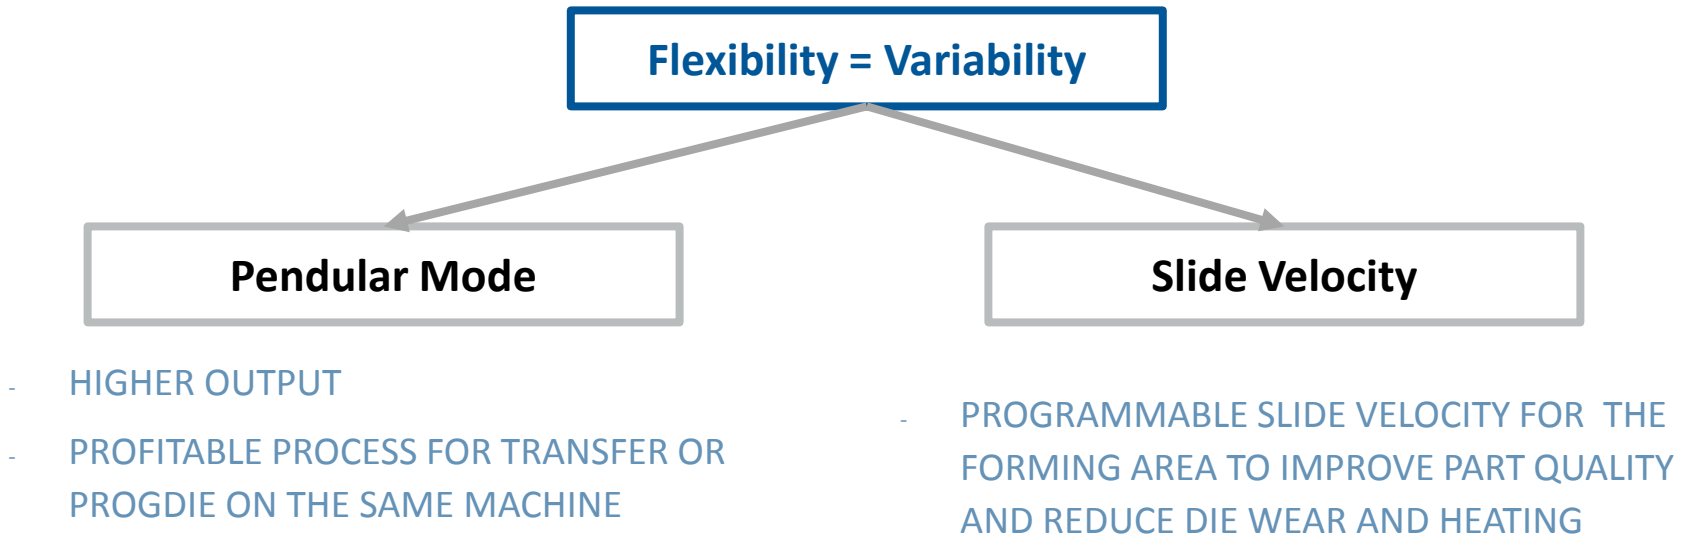 Flexibility = Variability
Pendular Mode
- HIGHER OUTPUT
- PROFITABLE PROCESS FOR TRANSFER OR
PROGDIE ON THE SAME MACHINE
Slide Velocity
- PROGRAMMABLE SLIDE VELOCITY FOR THE
FORMING AREA TO IMPROVE PART QUALITY
AND REDUCE DIE WEAR AND HEATING